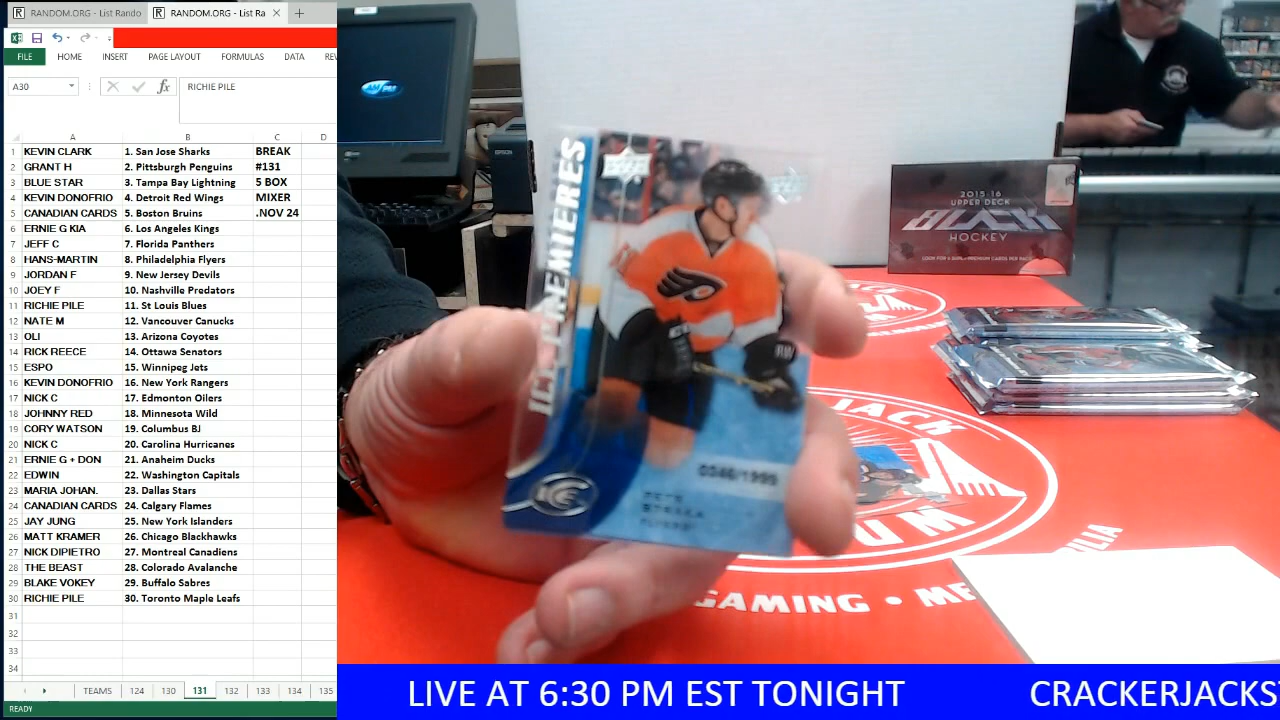 RANDOM.ORG - List Rando
RANDOM.ORG - List Ra
FILE HOME INSERT PAGE LAYOUT FORMULAS DATA REV
A30 fx RICHIE PILE
A B C D
1 KEVIN CLARK 1. San Jose Sharks BREAK
2 GRANT H 2. Pittsburgh Penguins #131
3 BLUE STAR 3. Tampa Bay Lightning 5 BOX
4 KEVIN DONOFRIO 4. Detroit Red Wings MIXER
5 CANADIAN CARDS 5. Boston Bruins .NOV 24
6 ERNIE G KIA 6. Los Angeles Kings
7 JEFF C 7. Florida Panthers
8 HANS-MARTIN 8. Philadelphia Flyers
9 JORDAN F 9. New Jersey Devils
10 JOEY F 10. Nashville Predators
11 RICHIE PILE 11. St Louis Blues
12 NATE M 12. Vancouver Canucks
13 OLI 13. Arizona Coyotes
14 RICK REECE 14. Ottawa Senators
15 ESPO 15. Winnipeg Jets
16 KEVIN DONOFRIO 16. New York Rangers
17 NICK C 17. Edmonton Oilers
18 JOHNNY RED 18. Minnesota Wild
19 CORY WATSON 19. Columbus BJ
20 NICK C 20. Carolina Hurricanes
21 ERNIE G + DON 21. Anaheim Ducks
22 EDWIN 22. Washington Capitals
23 MARIA JOHAN. 23. Dallas Stars
24 CANADIAN CARDS 24. Calgary Flames
25 JAY JUNG 25. New York Islanders
26 MATT KRAMER 26. Chicago Blackhawks
27 NICK DIPIETRO 27. Montreal Canadiens
28 THE BEAST 28. Colorado Avalanche
29 BLAKE VOKEY 29. Buffalo Sabres
30 RICHIE PILE 30. Toronto Maple Leafs
31
32
33
34
TEAMS 124 130 131 132 133 134 135
READY
ICE PREMIERES
ICE
FLYERS
2015-16
UPPER DECK
BLACK
HOCKEY
JACK
GAMING • ME
LIVE AT 6:30 PM EST TONIGHT
CRACKERJACKS